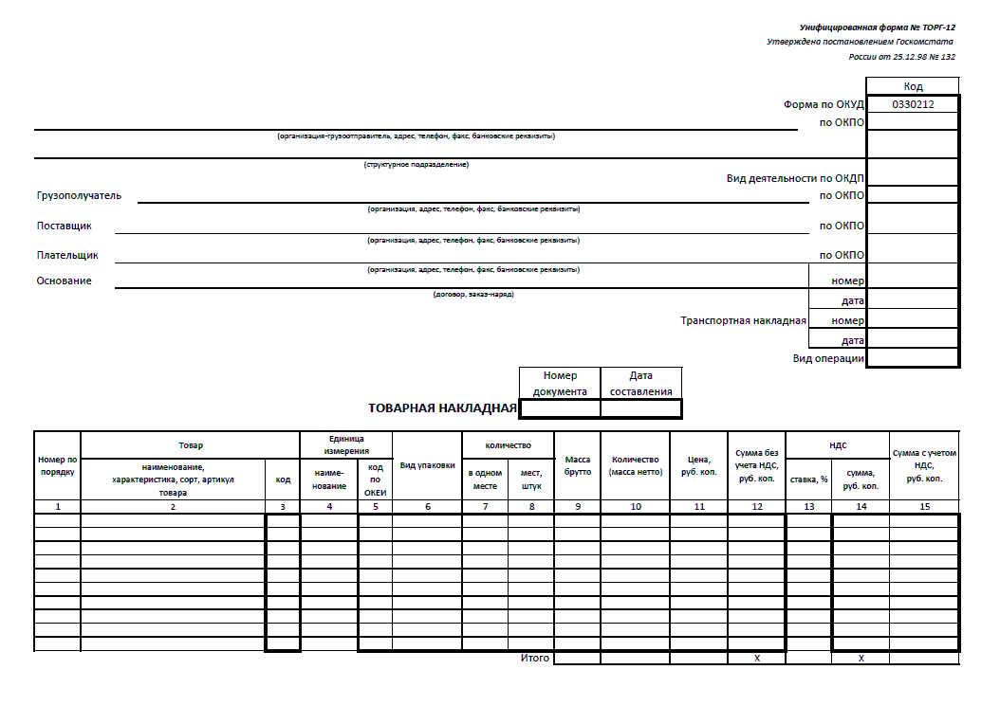 Унифицированная форма № ТОРГ-12
Утверждена постановлением Госкомстата
России от 25.12.98 № 132
Код
Форма по ОКУД 0330212
по ОКПО
(организация-грузоотправитель, адрес, телефон, факс, банковские реквизиты)
(структурное подразделение)
Вид деятельности по ОКДП
Грузополучатель по ОКПО
(организация, адрес, телефон, факс, банковские реквизиты)
Поставщик по ОКПО
(организация, адрес, телефон, факс, банковские реквизиты)
Плательщик по ОКПО
(организация, адрес, телефон, факс, банковские реквизиты)
Основание номер
(договор, заказ-наряд)
дата
Транспортная накладная номер
дата
Вид операции
Номер документа Дата составления
ТОВАРНАЯ НАКЛАДНАЯ
Номер по порядку Товар Единица измерения Вид упаковки количество Масса брутто Количество (масса нетто) Цена, руб. коп. Сумма без учета НДС, руб. коп. НДС Сумма с учетом НДС, руб. коп.
наименование, характеристика, сорт, артикул товара код наиме-нование код по ОКЕИ в одном месте мест, штук ставка, % сумма, руб. коп.
1 2 3 4 5 6 7 8 9 10 11 12 13 14 15
Итого X X